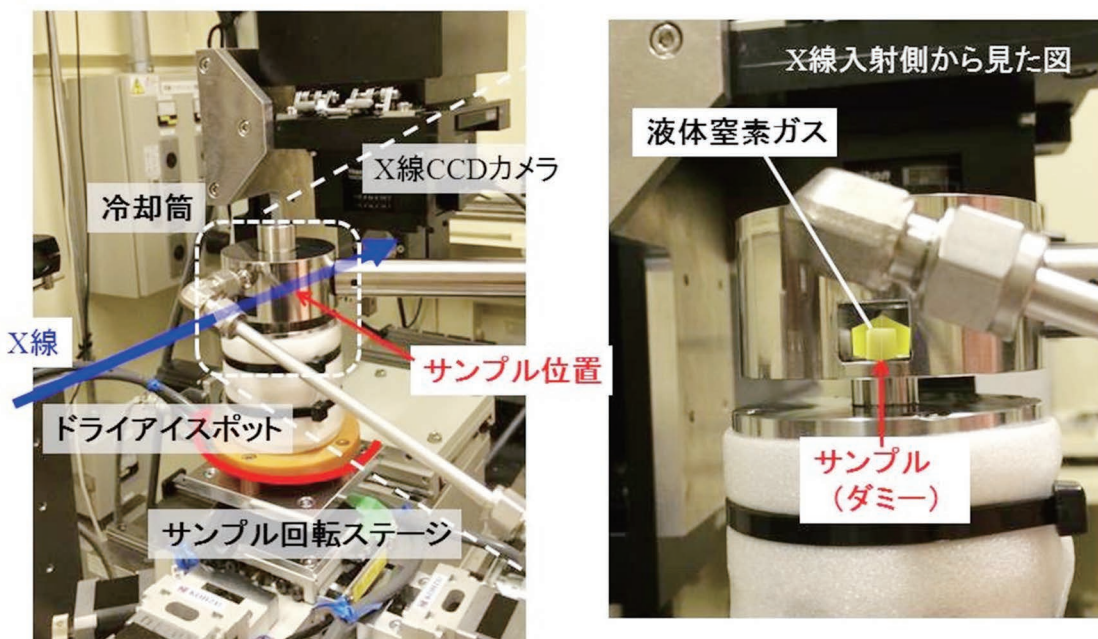 X線CCDカメラ
冷却筒
X線
サンプル位置
ドライアイスポット
サンプル回転ステージ
KOHZU
X線入射側から見た図
液体窒素ガス
サンプル
(ダミー)